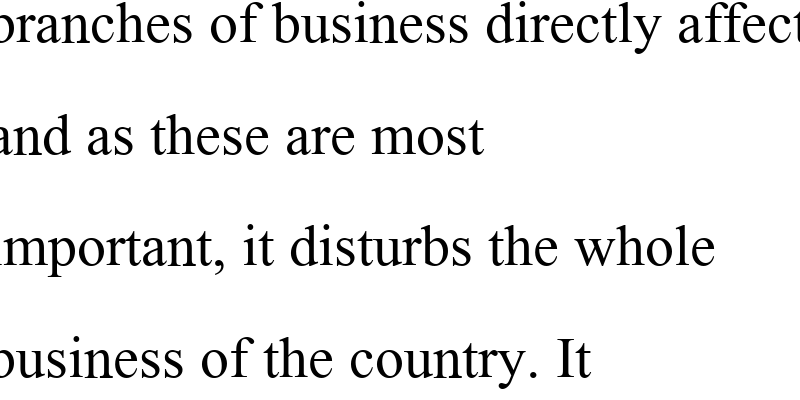 branches of business directly affect
and as these are most
important, it disturbs the whole
business of the country. It